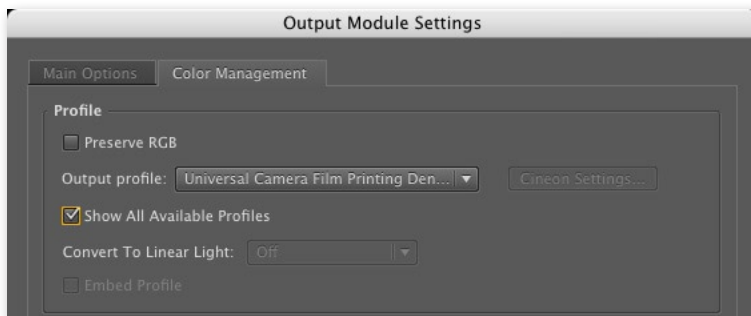 Output Module Settings
Main Options Color Management
Profile
Preserve RGB
Output profile: Universal Camera Film Printing Den... Cineon Settings...
Show All Available Profiles
Convert To Linear Light: Off
Embed Profile